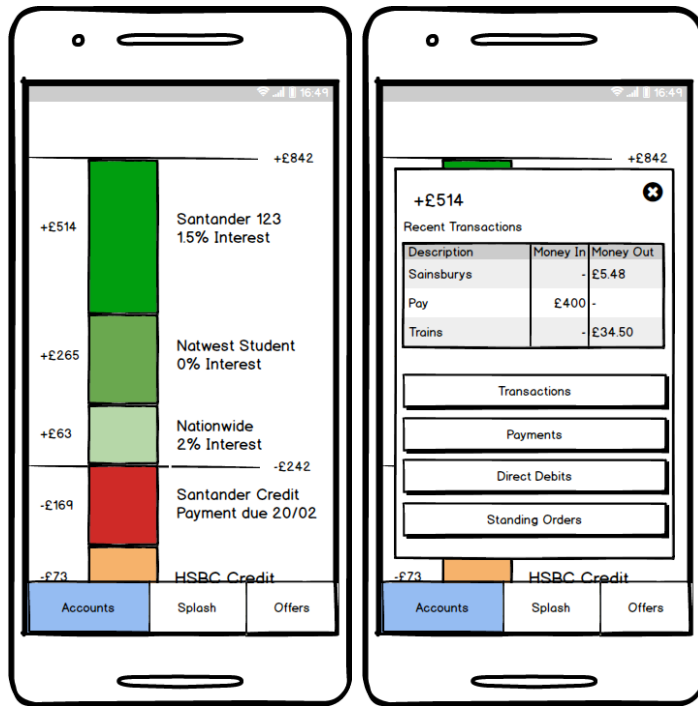 16:49
+£842
+£514
Santander 123
1.5% Interest
+£265
Natwest Student
0% Interest
+£63
Nationwide
2% Interest
-£242
-£169
Santander Credit
Payment due 20/02
-£73
HSBC Credit
Accounts Splash Offers
16:49
+£842
+£514
Recent Transactions
Description Money In Money Out
Sainsburys - £5.48
Pay £400 -
Trains - £34.50
Transactions
Payments
Direct Debits
Standing Orders
-£73
HSBC Credit
Accounts Splash Offers